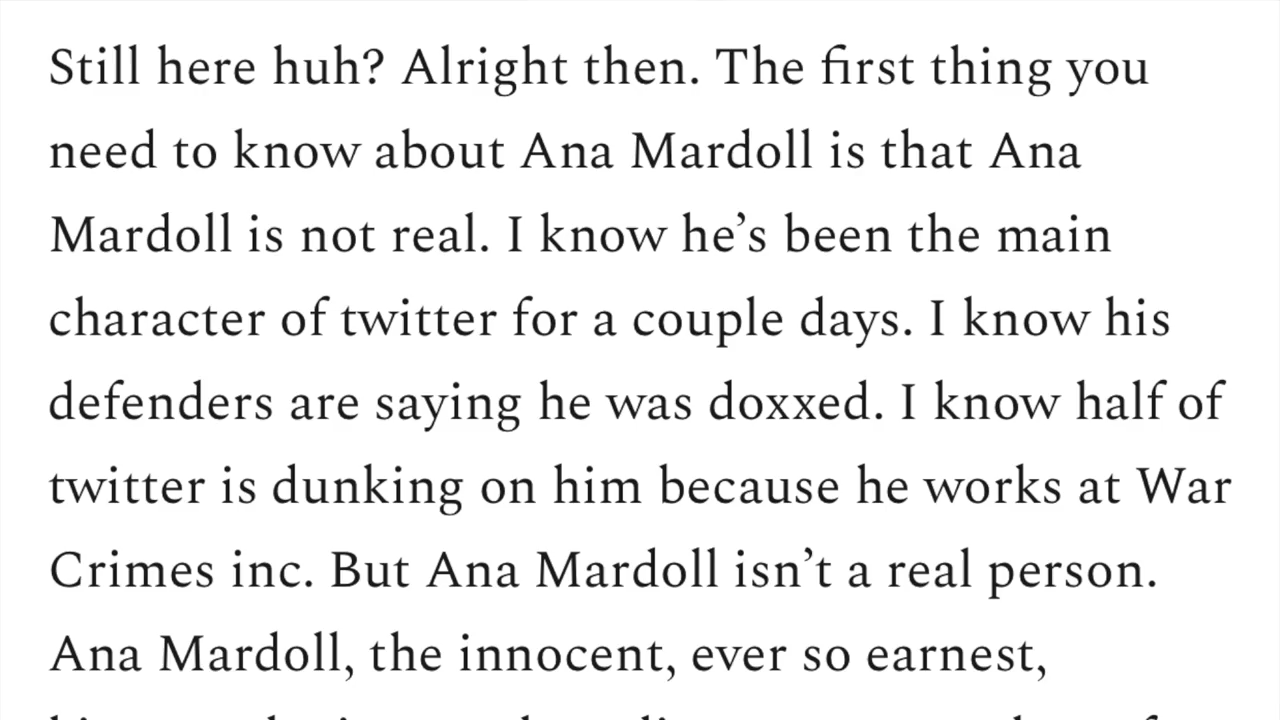 Still here huh? Alright then. The first thing you
need to know about Ana Mardoll is that Ana
Mardoll is not real. I know he’s been the main
character of twitter for a couple days. I know his
defenders are saying he was doxxed. I know half of
twitter is dunking on him because he works at War
Crimes inc. But Ana Mardoll isn’t a real person.
Ana Mardoll, the innocent, ever so earnest,